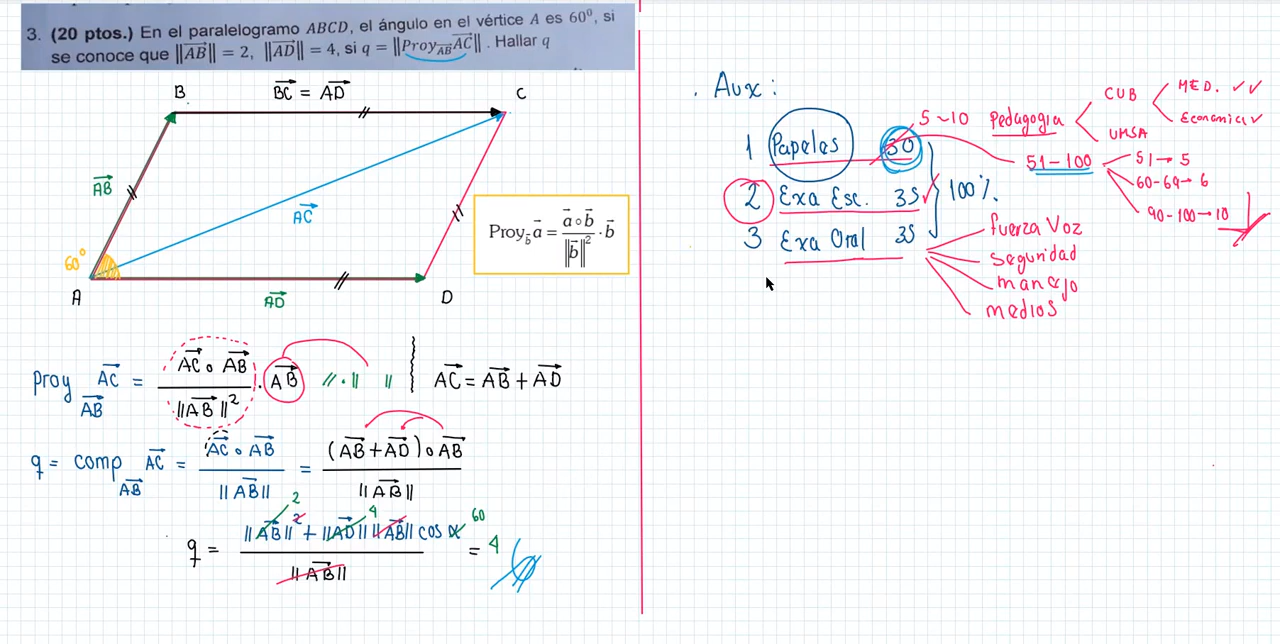 3. (20 ptos.) En el paralelogramo ABCD, el ángulo en el vértice A es 60⁰, si
se conoce que ‖AB‖ = 2, ‖AD‖ = 4, si q = ‖Proy_AB AC‖ . Hallar q
B
BC = AD
C
AB
AC
60°
A
AD
D
Proy_b a = a∘b / ‖b‖² · b
Proy_AB AC = AC ∘ AB / ‖AB‖² · AB
// · ‖ ‖
AC = AB + AD
q = comp_AB AC = AC ∘ AB / ‖AB‖ = (AB + AD) ∘ AB / ‖AB‖
2 4 60
q = ‖AB‖² + ‖AD‖ ‖AB‖ cos α / ‖AB‖ = 4
. Aux :
1 Papeles 30
2 Exa Esc. 35
3 Exa Oral 35
100%
5 ~ 10 Pedagogia
CUB
MED. ✓✓
Economica ✓
UMSA
51 – 100
51 → 5
60-69 → 6
90-100 → 10
fuerza Voz
seguridad
manejo
medios